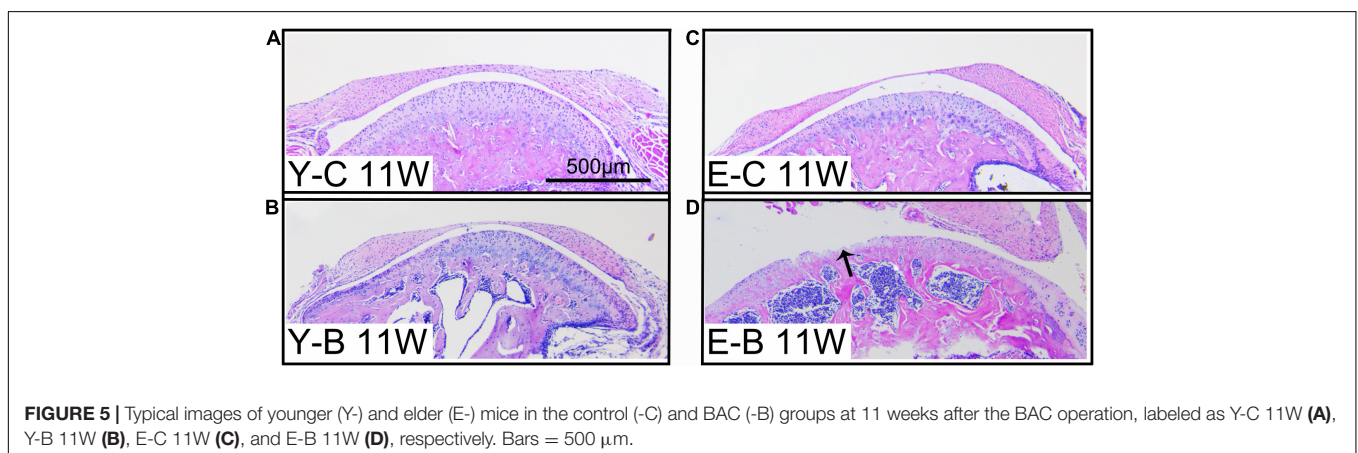 A
Y-C 11W
500µm
C
E-C 11W
B
Y-B 11W
D
E-B 11W
FIGURE 5 | Typical images of younger (Y-) and elder (E-) mice in the control (-C) and BAC (-B) groups at 11 weeks after the BAC operation, labeled as Y-C 11W (A),
Y-B 11W (B), E-C 11W (C), and E-B 11W (D), respectively. Bars = 500 µm.